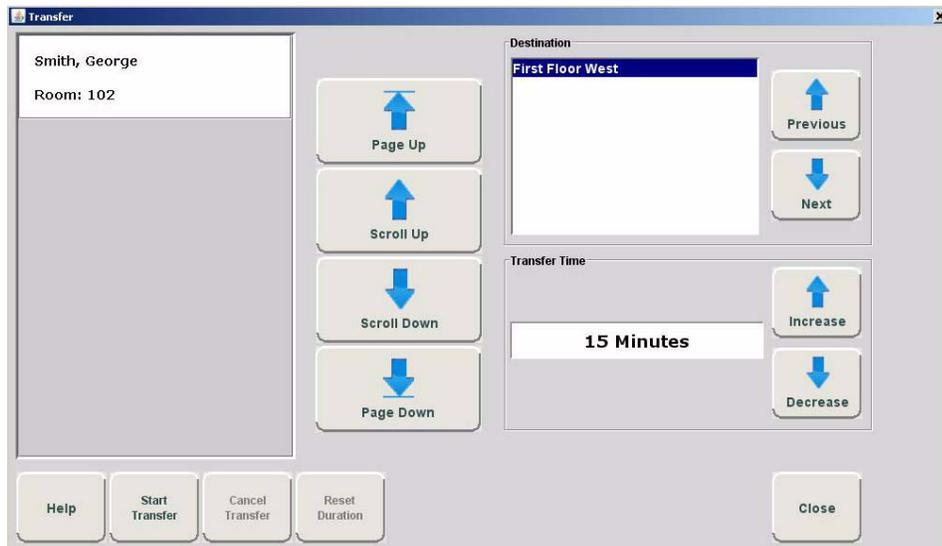 Transfer
Smith, George
Room: 102
Page Up
Scroll Up
Scroll Down
Page Down
Destination
First Floor West
Previous
Next
Transfer Time
15 Minutes
Increase
Decrease
Help
Start
Transfer
Cancel
Transfer
Reset
Duration
Close